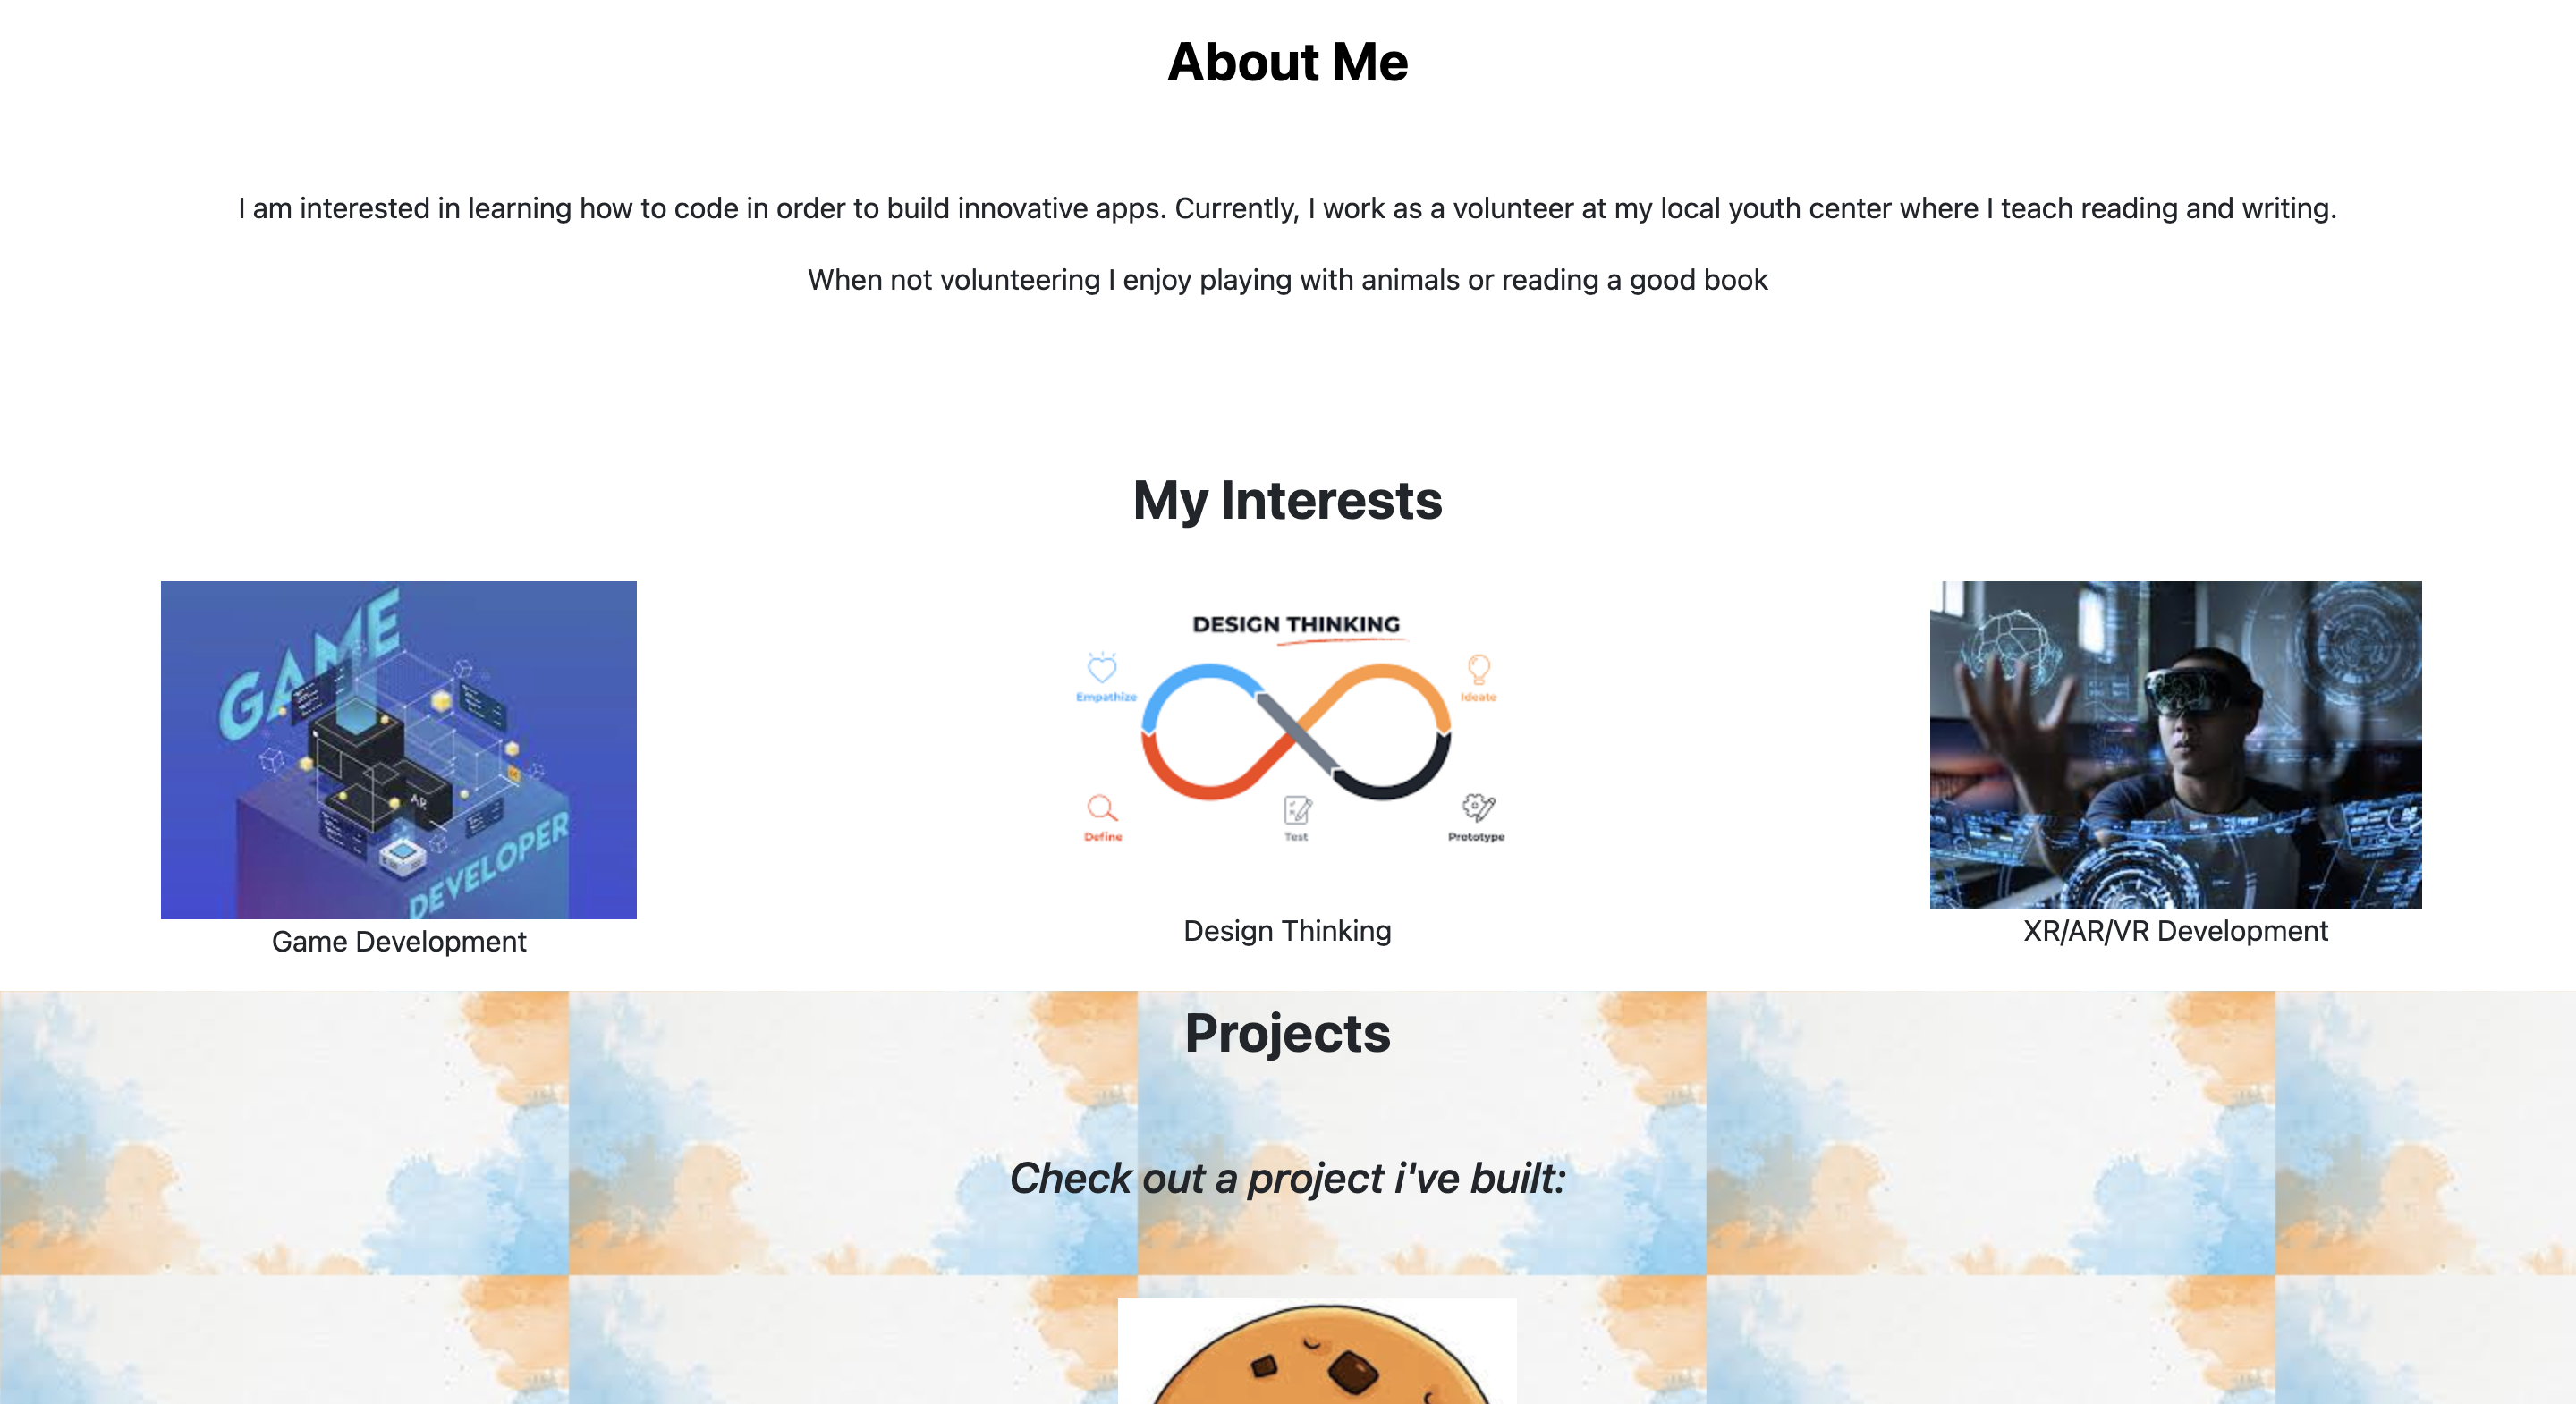 About Me
I am interested in learning how to code in order to build innovative apps. Currently, I work as a volunteer at my local youth center where I teach reading and writing.
When not volunteering I enjoy playing with animals or reading a good book
My Interests
GAME
AR
DEVELOPER
Game Development
DESIGN THINKING
Empathize
Ideate
Define
Test
Prototype
Design Thinking
XR/AR/VR Development
Projects
Check out a project i've built: